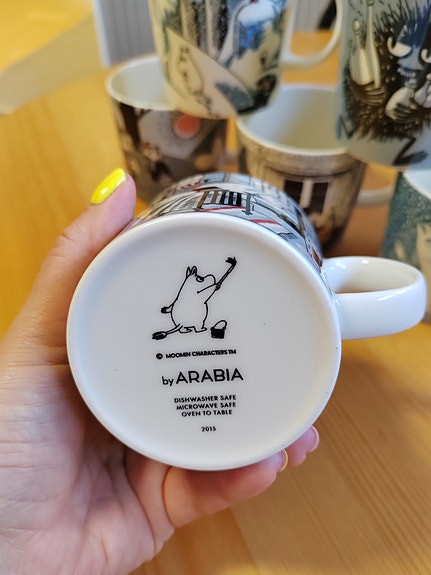 © MOOMIN CHARACTERS TM
by ARABIA
DISHWASHER SAFE
MICROWAVE SAFE
OVEN TO TABLE
2015